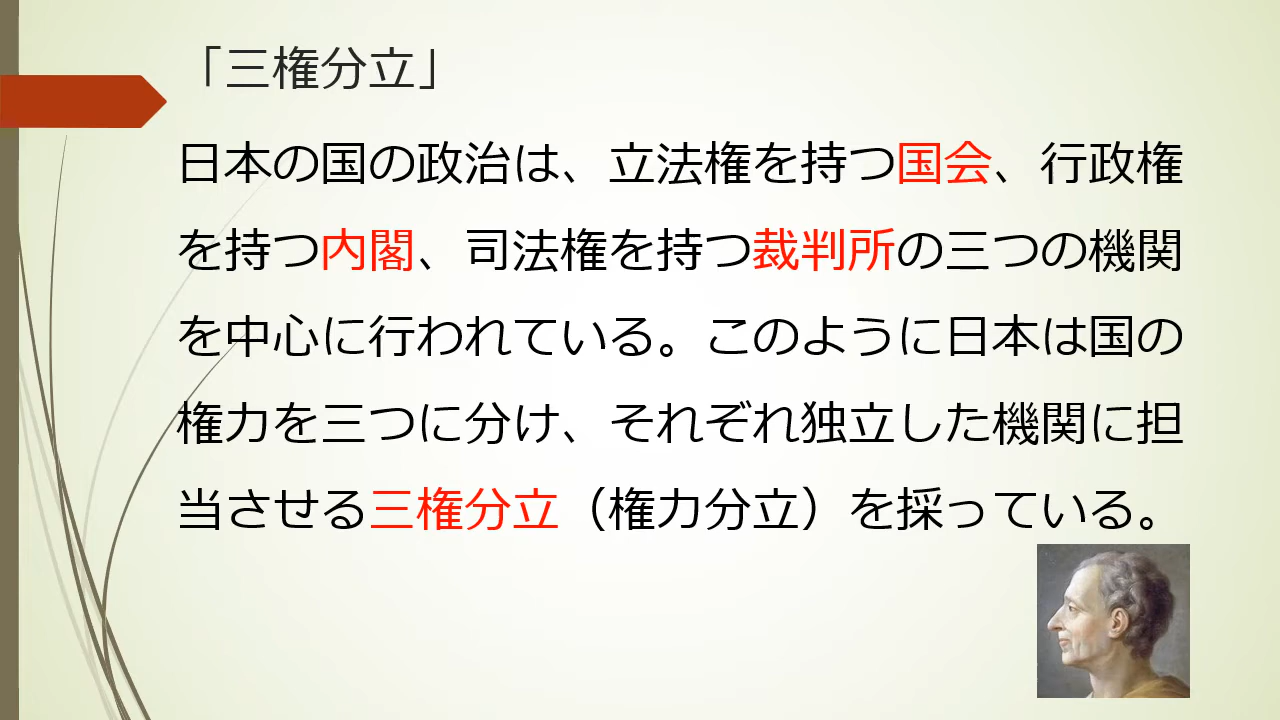 「三権分立」
日本の国の政治は、立法権を持つ国会、行政権
を持つ内閣、司法権を持つ裁判所の三つの機関
を中心に行われている。このように日本は国の
権力を三つに分け、それぞれ独立した機関に担
当させる三権分立（権力分立）を採っている。